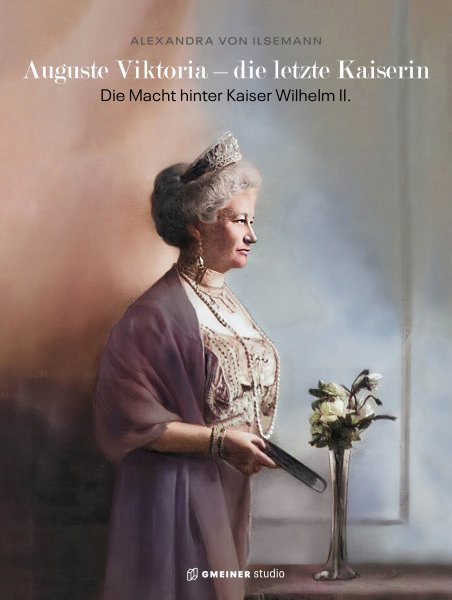 ALEXANDRA VON ILSEMANN
Auguste Viktoria – die letzte Kaiserin
Die Macht hinter Kaiser Wilhelm II.
GMEINER studio